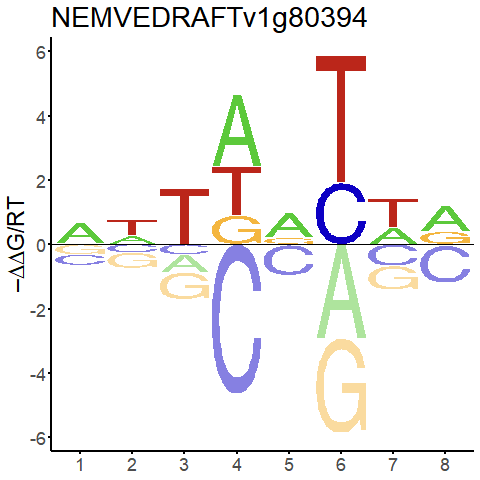 NEMVEDRAFTv1g80394
−ΔΔG/RT
6
4
2
0
-2
-4
-6
A G C
T A C G
T C A G
A T G C
A G C
T C A G
T A C G
A G C
1 2 3 4 5 6 7 8